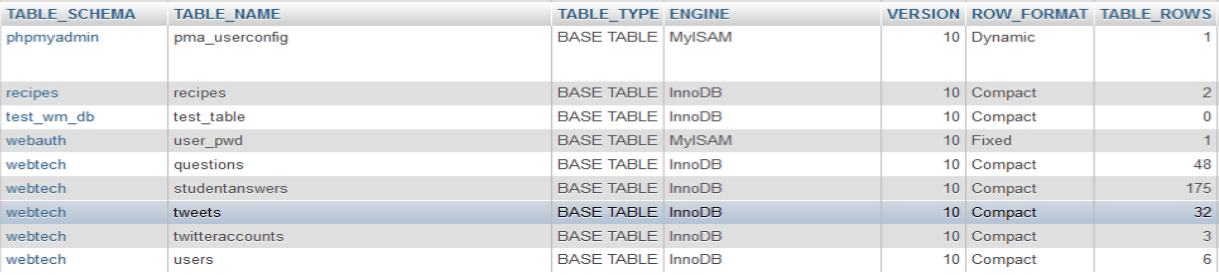 TABLE_SCHEMA TABLE_NAME TABLE_TYPE ENGINE VERSION ROW_FORMAT TABLE_ROWS
phpmyadmin pma_userconfig BASE TABLE MyISAM 10 Dynamic 1
recipes recipes BASE TABLE InnoDB 10 Compact 2
test_wm_db test_table BASE TABLE InnoDB 10 Compact 0
webauth user_pwd BASE TABLE MyISAM 10 Fixed 1
webtech questions BASE TABLE InnoDB 10 Compact 48
webtech studentanswers BASE TABLE InnoDB 10 Compact 175
webtech tweets BASE TABLE InnoDB 10 Compact 32
webtech twitteraccounts BASE TABLE InnoDB 10 Compact 3
webtech users BASE TABLE InnoDB 10 Compact 6